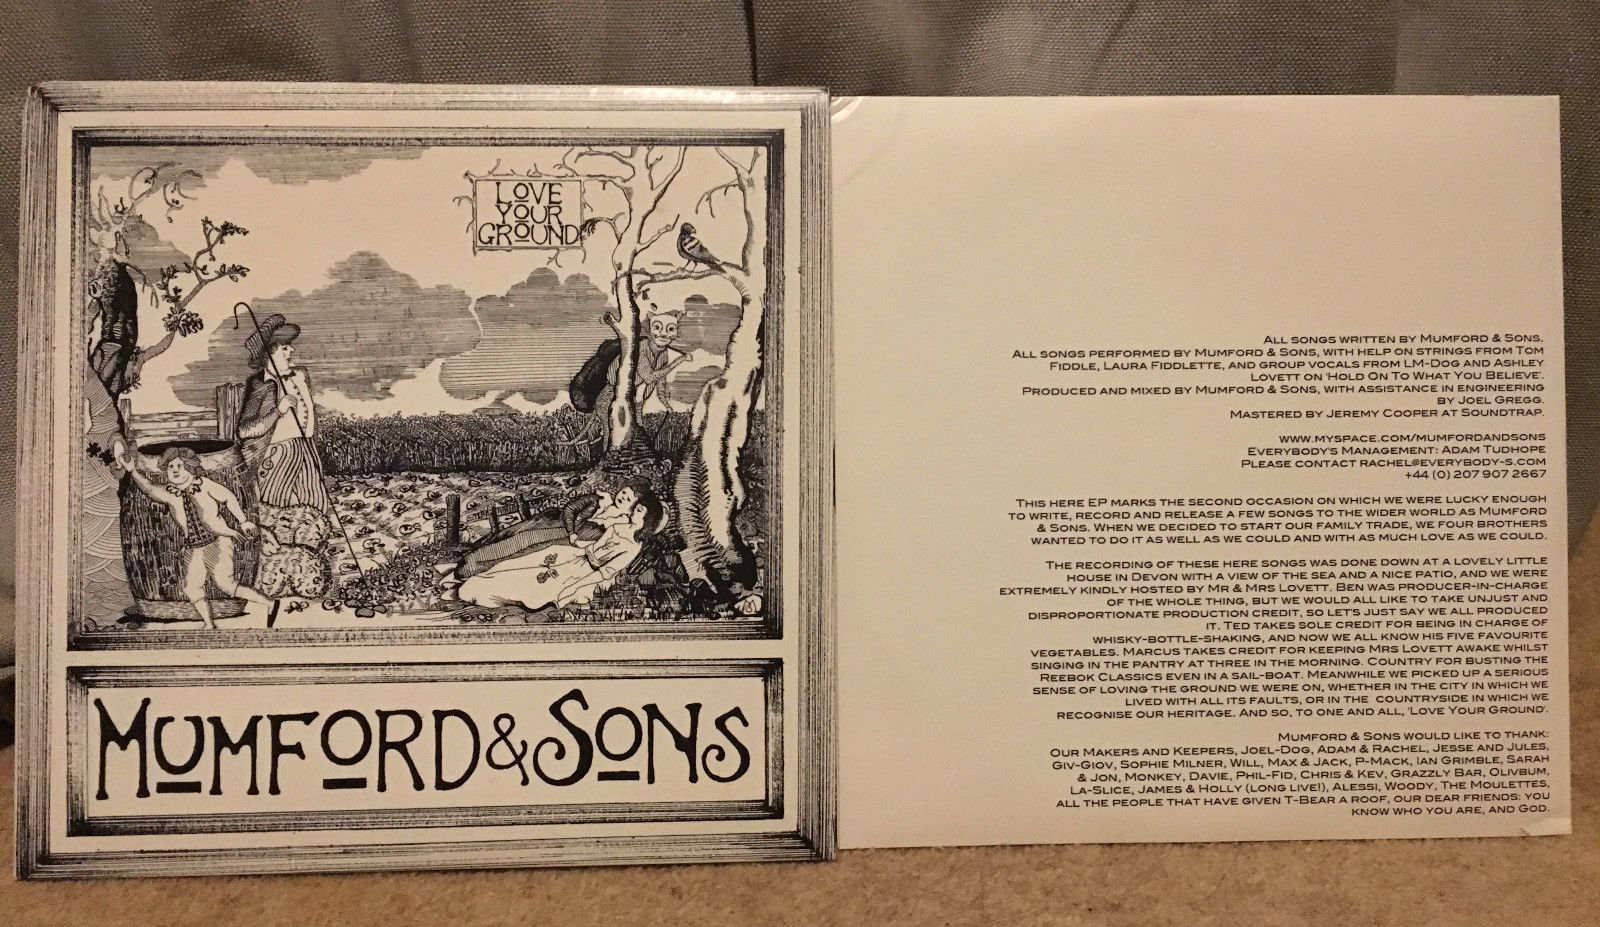 LOVE
YOUR
GROUND
MUMFORD & SONS
ALL SONGS WRITTEN BY MUMFORD & SONS.
ALL SONGS PERFORMED BY MUMFORD & SONS, WITH HELP ON STRINGS FROM TOM
FIDDLE, LAURA FIDDLETTE, AND GROUP VOCALS FROM LM-DOG AND ASHLEY
LOVETT ON 'HOLD ON TO WHAT YOU BELIEVE'.
PRODUCED AND MIXED BY MUMFORD & SONS, WITH ASSISTANCE IN ENGINEERING
BY JOEL GREGG.
MASTERED BY JEREMY COOPER AT SOUNDTRAP.
WWW.MYSPACE.COM/MUMFORDANDSONS
EVERYBODY'S MANAGEMENT: ADAM TUDHOPE
PLEASE CONTACT RACHEL@EVERYBODY-S.COM
+44 (0) 207 907 2667
THIS HERE EP MARKS THE SECOND OCCASION ON WHICH WE WERE LUCKY ENOUGH
TO WRITE, RECORD AND RELEASE A FEW SONGS TO THE WIDER WORLD AS MUMFORD
& SONS. WHEN WE DECIDED TO START OUR FAMILY TRADE, WE FOUR BROTHERS
WANTED TO DO IT AS WELL AS WE COULD AND WITH AS MUCH LOVE AS WE COULD.
THE RECORDING OF THESE HERE SONGS WAS DONE DOWN AT A LOVELY LITTLE
HOUSE IN DEVON WITH A VIEW OF THE SEA AND A NICE PATIO, AND WE WERE
EXTREMELY KINDLY HOSTED BY MR & MRS LOVETT. BEN WAS PRODUCER-IN-CHARGE
OF THE WHOLE THING, BUT WE WOULD ALL LIKE TO TAKE UNJUST AND
DISPROPORTIONATE PRODUCTION CREDIT, SO LET'S JUST SAY WE ALL PRODUCED
IT. TED TAKES SOLE CREDIT FOR BEING IN CHARGE OF
WHISKY-BOTTLE-SHAKING, AND NOW WE ALL KNOW HIS FIVE FAVOURITE
VEGETABLES. MARCUS TAKES CREDIT FOR KEEPING MRS LOVETT AWAKE WHILST
SINGING IN THE PANTRY AT THREE IN THE MORNING. COUNTRY FOR BUSTING THE
REEBOK CLASSICS EVEN IN A SAIL-BOAT. MEANWHILE WE PICKED UP A SERIOUS
SENSE OF LOVING THE GROUND WE WERE ON, WHETHER IN THE CITY IN WHICH WE
LIVED WITH ALL ITS FAULTS, OR IN THE COUNTRYSIDE IN WHICH WE
RECOGNISE OUR HERITAGE. AND SO, TO ONE AND ALL, 'LOVE YOUR GROUND'.
MUMFORD & SONS WOULD LIKE TO THANK:
OUR MAKERS AND KEEPERS, JOEL-DOG, ADAM & RACHEL, JESSE AND JULES,
GIV-GIOV, SOPHIE MILNER, WILL, MAX & JACK, P-MACK, IAN GRIMBLE, SARAH
& JON, MONKEY, DAVIE, PHIL-FID, CHRIS & KEV, GRAZZLY BAR, OLIVBUM,
LA-SLICE, JAMES & HOLLY (LONG LIVE!), ALESSI, WOODY, THE MOULETTES,
ALL THE PEOPLE THAT HAVE GIVEN T-BEAR A ROOF, OUR DEAR FRIENDS: YOU
KNOW WHO YOU ARE, AND GOD.